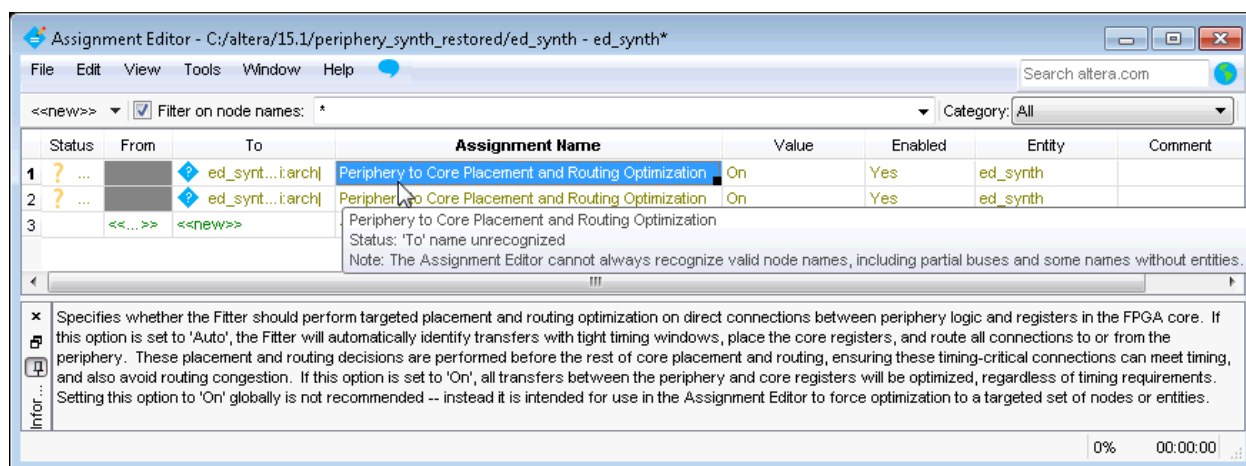 Assignment Editor - C:/altera/15.1/periphery_synth_restored/ed_synth - ed_synth*
File Edit View Tools Window Help Search altera.com
<<new>> Filter on node names: * Category: All
Status From To Assignment Name Value Enabled Entity Comment
1 ? ... ed_synt...i:arch| Periphery to Core Placement and Routing Optimization On Yes ed_synth
2 ? ... ed_synt...i:arch| Periphery to Core Placement and Routing Optimization On Yes ed_synth
3 <<...>> <<new>>
Periphery to Core Placement and Routing Optimization
Status: 'To' name unrecognized
Note: The Assignment Editor cannot always recognize valid node names, including partial buses and some names without entities.
Specifies whether the Fitter should perform targeted placement and routing optimization on direct connections between periphery logic and registers in the FPGA core. If
this option is set to 'Auto', the Fitter will automatically identify transfers with tight timing windows, place the core registers, and route all connections to or from the
periphery. These placement and routing decisions are performed before the rest of core placement and routing, ensuring these timing-critical connections can meet timing,
and also avoid routing congestion. If this option is set to 'On', all transfers between the periphery and core registers will be optimized, regardless of timing requirements.
Setting this option to 'On' globally is not recommended -- instead it is intended for use in the Assignment Editor to force optimization to a targeted set of nodes or entities.
Infor...
0% 00:00:00